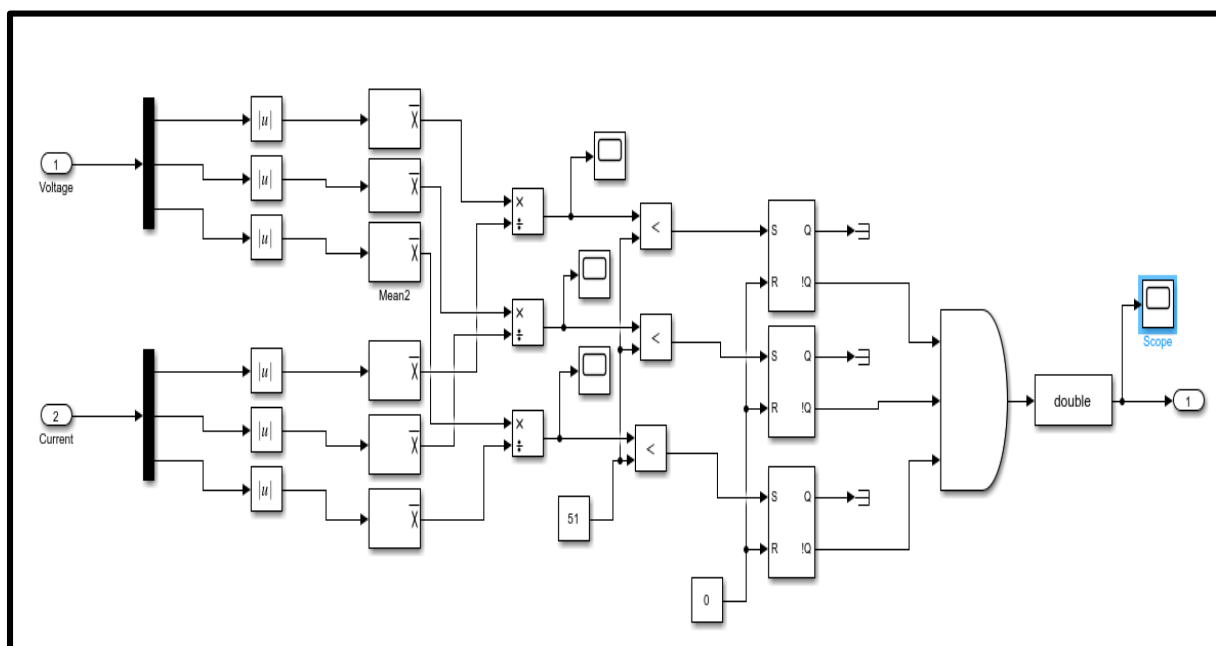 1
Voltage
|u|
|u|
|u|
X
X
X
Mean2
× ÷
× ÷
× ÷
<
<
<
S Q
R !Q
S Q
R !Q
S Q
R !Q
Scope
double
1
2
Current
|u|
|u|
|u|
X
X
X
51
0